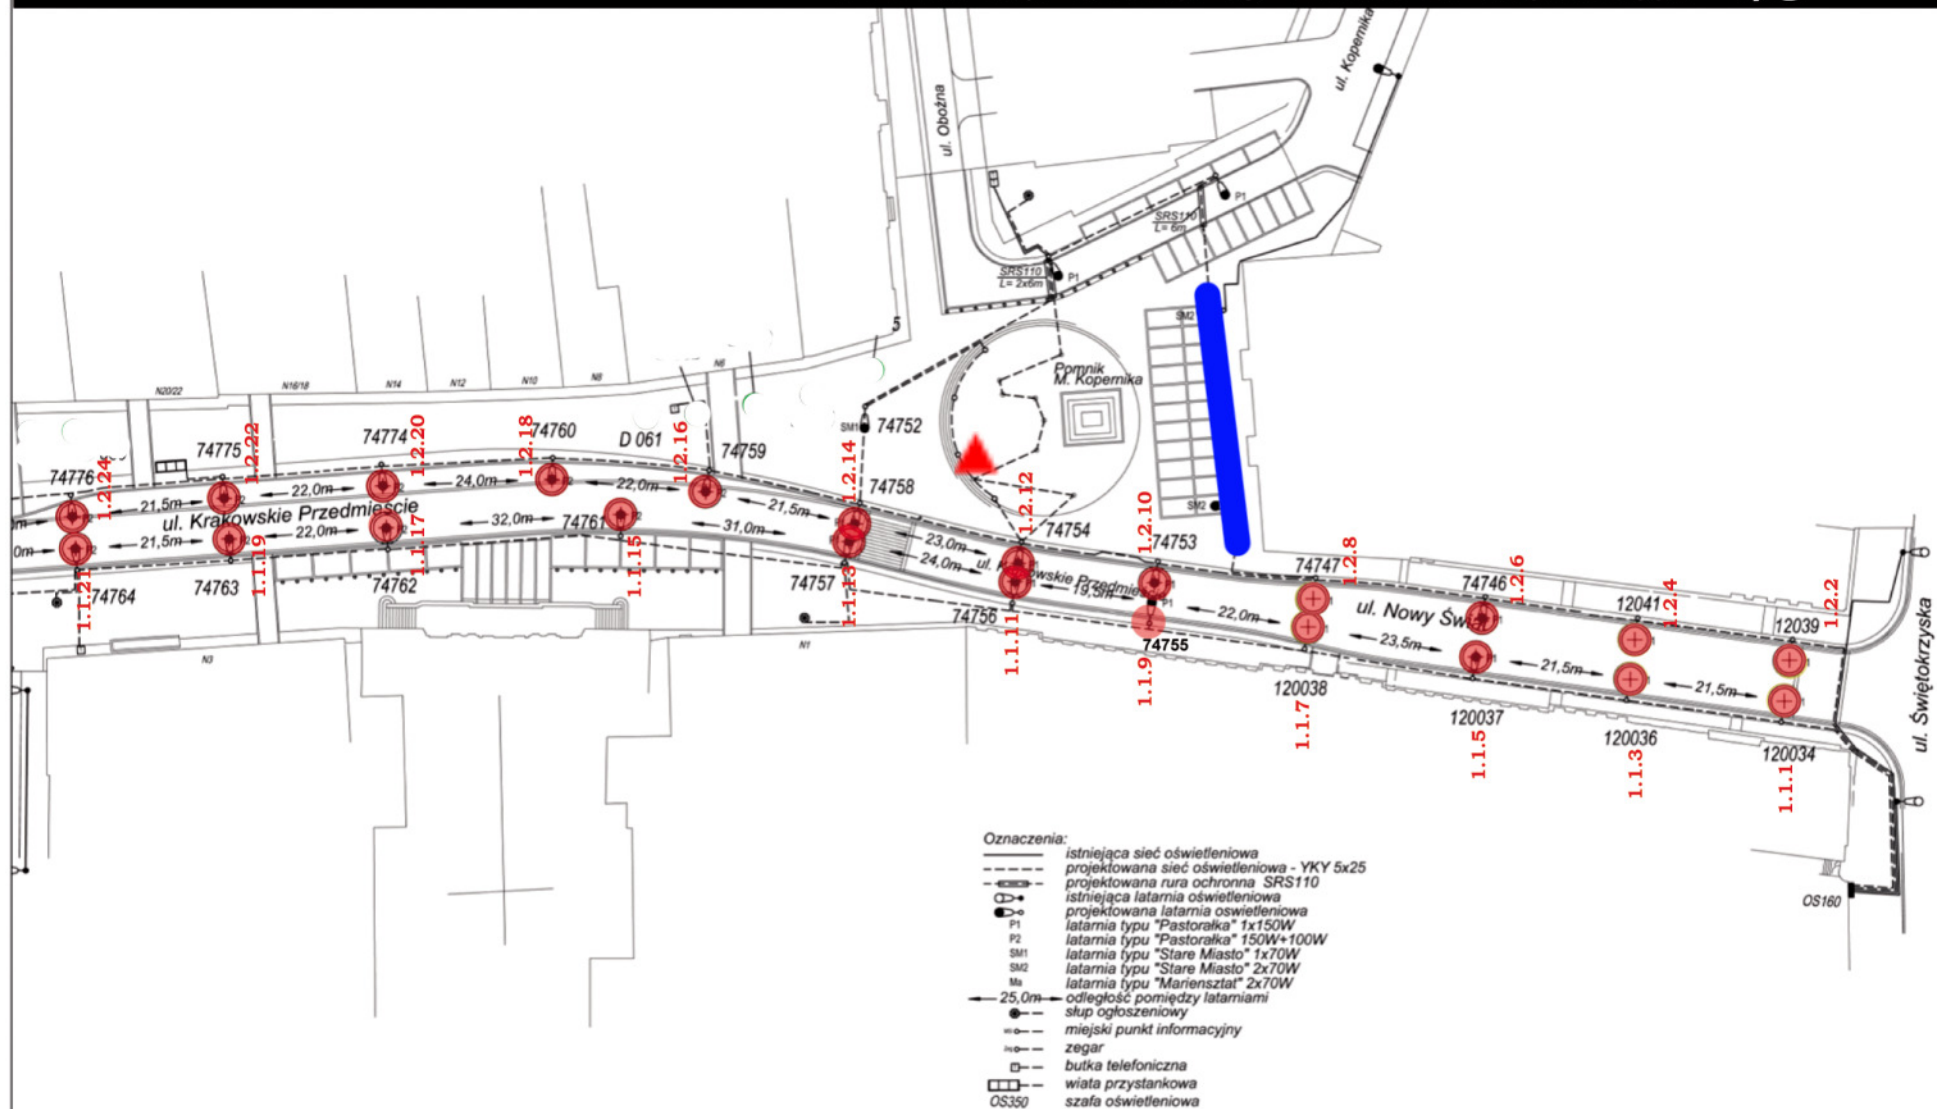 ul. Kopernika
ul. Oboźna
P1
SRS110
L= 6m
SRS110
L= 2x6m
P1
SM2
Pomnik
M. Kopernika
N20/22
N16/18
N14
N12
N10
N8
N6
SM1
74752
SM2
74776
1.2.24
74775
1.2.22
74774
1.2.20
1.2.18
74760
D 061
1.2.16
74759
1.2.14
74758
1.2.12
74754
1.2.10
74753
74747
1.2.8
74746
1.2.6
12041
1.2.4
12039
1.2.2
21,5m
22,0m
24,0m
22,0m
21,5m
23,0m
ul. Krakowskie Przedmieście
0m
21,5m
22,0m
32,0m
31,0m
24,0m
19,5m
22,0m
ul. Nowy
23,5m
21,5m
21,5m
P1
ul. Świętokrzyska
1.1.21
74764
74763
1.1.19
74762
1.1.17
74761
1.1.15
74757
1.1.13
74756
1.1.11
74755
1.1.9
120038
1.1.7
120037
1.1.5
120036
1.1.3
120034
1.1.1
N3
N1
OS160
Oznaczenia:
istniejąca sieć oświetleniowa
projektowana sieć oświetleniowa - YKY 5x25
projektowana rura ochronna SRS110
istniejąca latarnia oświetleniowa
projektowana latarnia oswietleniowa
P1 latarnia typu "Pastorałka" 1x150W
P2 latarnia typu "Pastorałka" 150W+100W
SM1 latarnia typu "Stare Miasto" 1x70W
SM2 latarnia typu "Stare Miasto" 2x70W
Ma latarnia typu "Mariensztat" 2x70W
25,0m odległość pomiędzy latarniami
słup ogłoszeniowy
miejski punkt informacyjny
zegar
butka telefoniczna
wiata przystankowa
OS350 szafa oświetleniowa